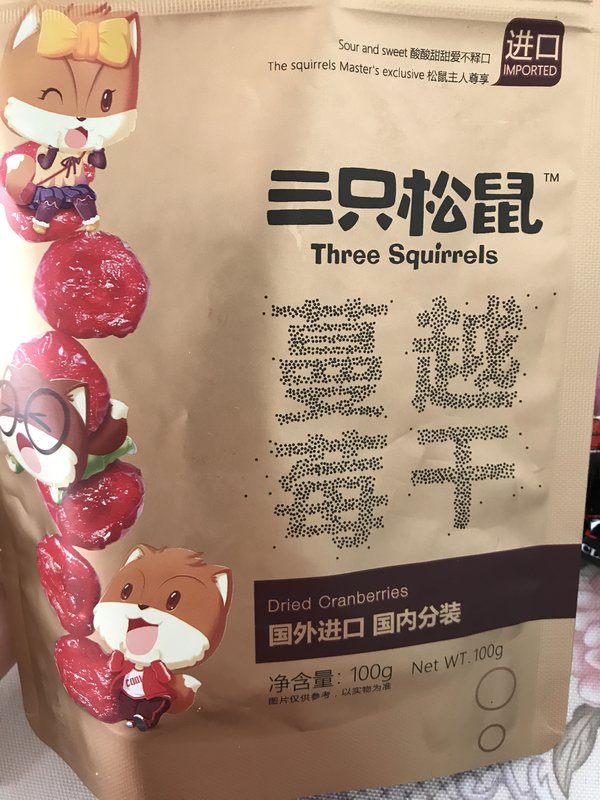 Sour and sweet 酸酸甜甜爱不释口
The squirrels Master's exclusive 松鼠主人尊享
进口
IMPORTED
三只松鼠™
Three Squirrels
蔓越
莓干
Dried Cranberries
国外进口 国内分装
净含量: 100g Net WT.100g
图片仅供参考，以实物为准
COOL